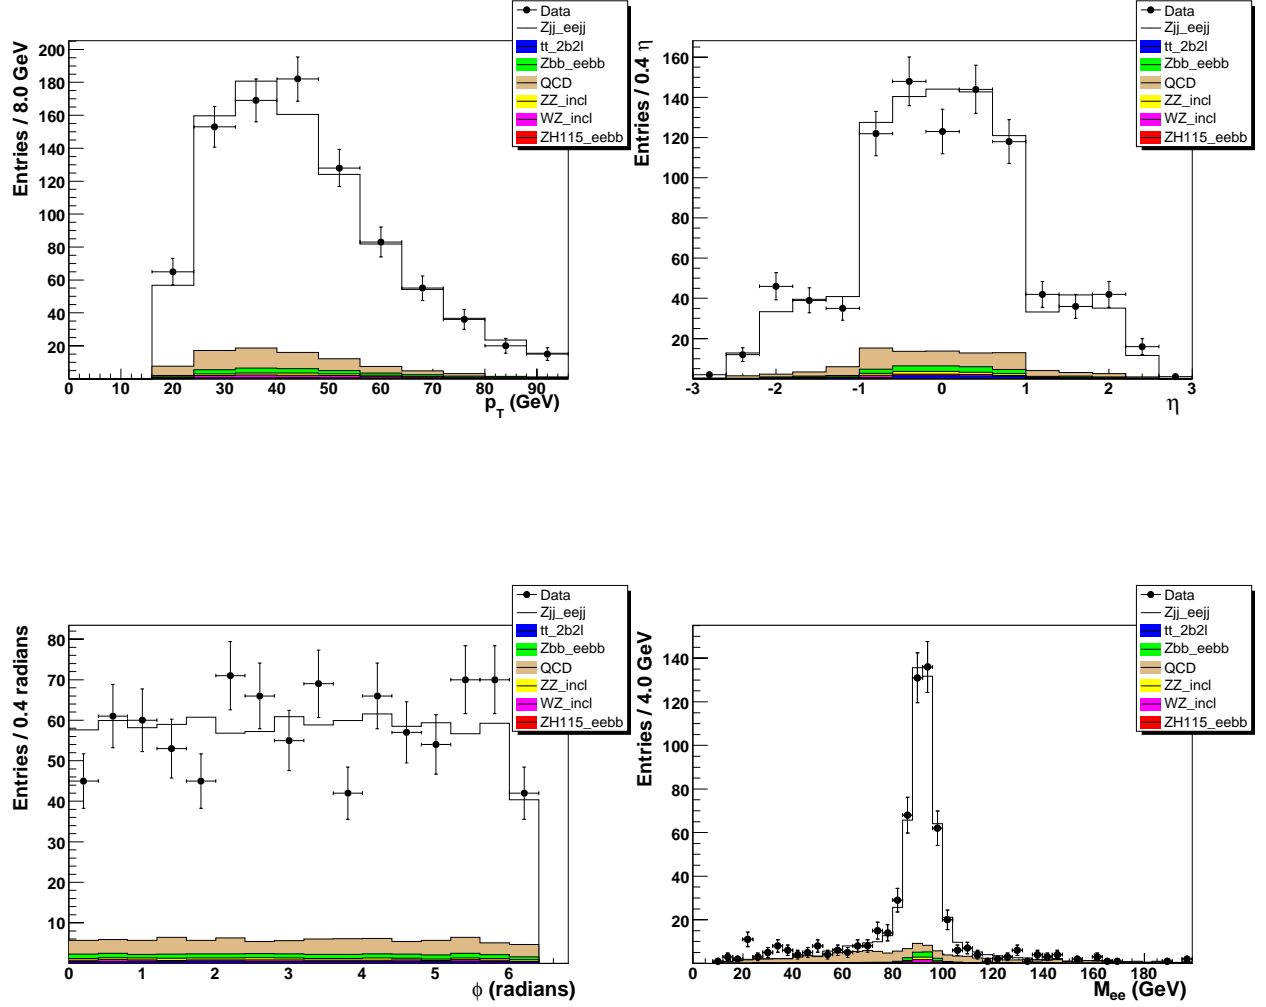 Data
Zjj_eejj
tt_2b2l
Zbb_eebb
QCD
ZZ_incl
WZ_incl
ZH115_eebb
Entries / 8.0 GeV
200
180
160
140
120
100
80
60
40
20
0 10 20 30 40 50 60 70 80 90
p_T (GeV)
Data
Zjj_eejj
tt_2b2l
Zbb_eebb
QCD
ZZ_incl
WZ_incl
ZH115_eebb
Entries / 0.4 η
160
140
120
100
80
60
40
20
-3 -2 -1 0 1 2 3
η
Data
Zjj_eejj
tt_2b2l
Zbb_eebb
QCD
ZZ_incl
WZ_incl
ZH115_eebb
Entries / 0.4 radians
80
70
60
50
40
30
20
10
0 1 2 3 4 5 6
ϕ (radians)
Data
Zjj_eejj
tt_2b2l
Zbb_eebb
QCD
ZZ_incl
WZ_incl
ZH115_eebb
Entries / 4.0 GeV
140
120
100
80
60
40
20
0 20 40 60 80 100 120 140 160 180
M_ee (GeV)